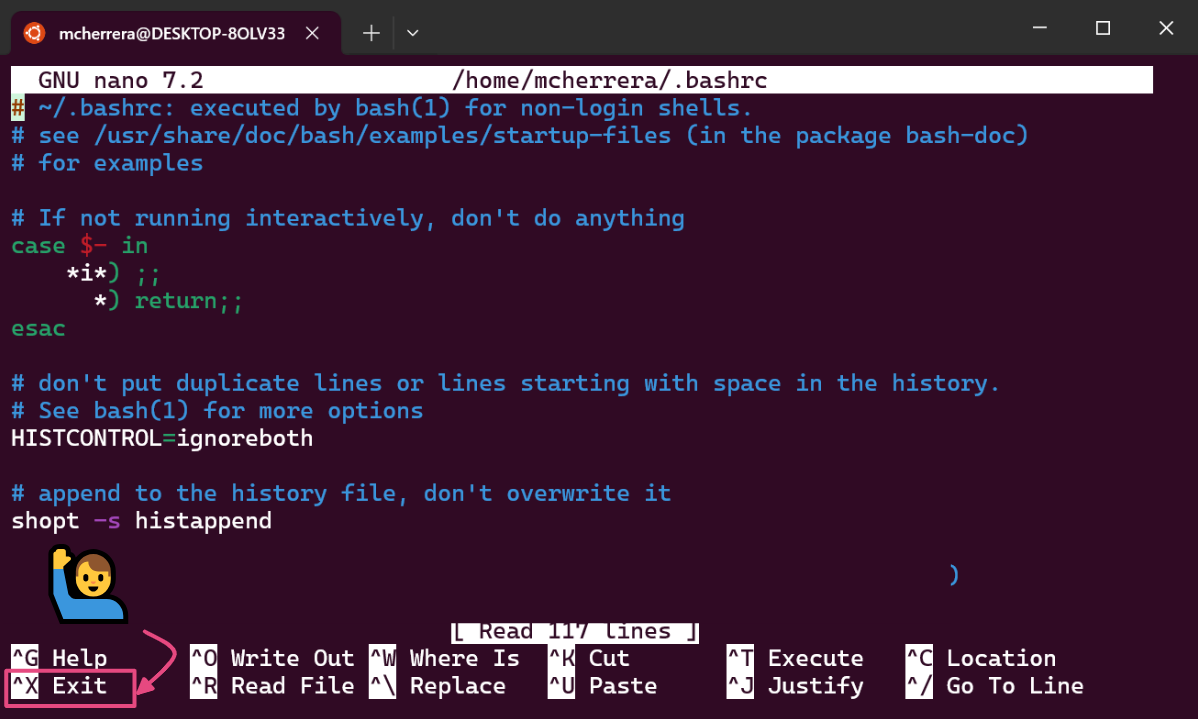 mcherrera@DESKTOP-8OLV33
GNU nano 7.2 /home/mcherrera/.bashrc
# ~/.bashrc: executed by bash(1) for non-login shells.
# see /usr/share/doc/bash/examples/startup-files (in the package bash-doc)
# for examples

# If not running interactively, don't do anything
case $- in
    *i*) ;;
      *) return;;
esac

# don't put duplicate lines or lines starting with space in the history.
# See bash(1) for more options
HISTCONTROL=ignoreboth

# append to the history file, don't overwrite it
shopt -s histappend
)
[ Read 117 lines ]
^G Help ^O Write Out ^W Where Is ^K Cut ^T Execute ^C Location
^X Exit ^R Read File ^\ Replace ^U Paste ^J Justify ^/ Go To Line